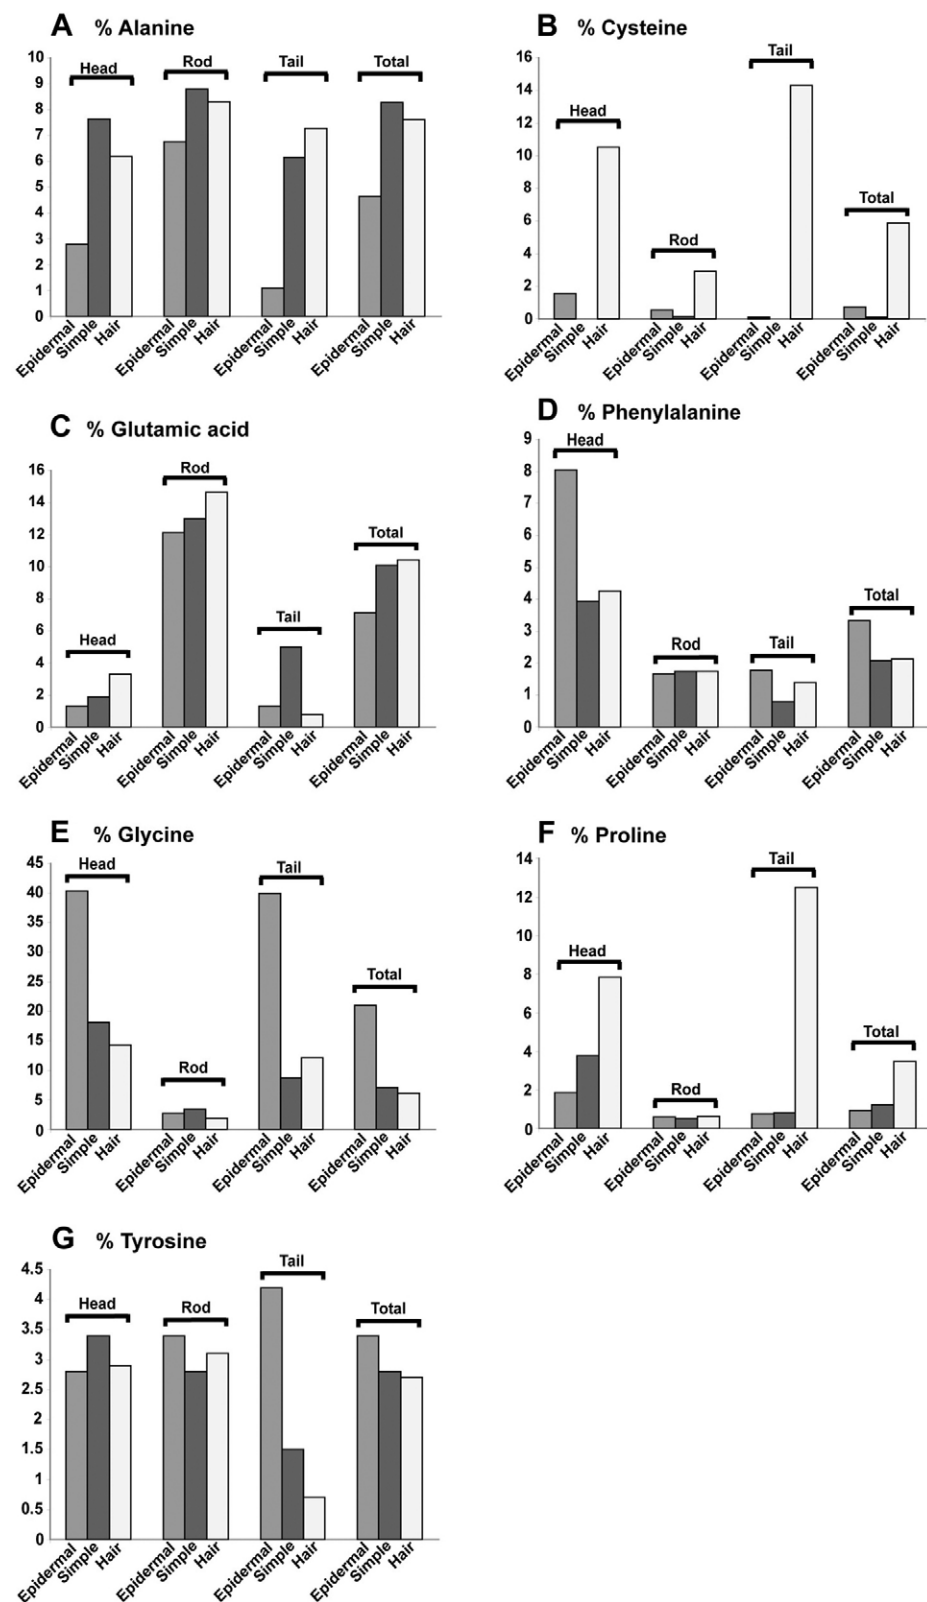 A % Alanine
10
9
8
7
6
5
4
3
2
1
0
Head
Rod
Tail
Total
Epidermal
Simple
Hair
Epidermal
Simple
Hair
Epidermal
Simple
Hair
Epidermal
Simple
Hair
B % Cysteine
16
14
12
10
8
6
4
2
0
Head
Rod
Tail
Total
Epidermal
Simple
Hair
Epidermal
Simple
Hair
Epidermal
Simple
Hair
Epidermal
Simple
Hair
C % Glutamic acid
16
14
12
10
8
6
4
2
0
Head
Rod
Tail
Total
Epidermal
Simple
Hair
Epidermal
Simple
Hair
Epidermal
Simple
Hair
Epidermal
Simple
Hair
D % Phenylalanine
9
8
7
6
5
4
3
2
1
0
Head
Rod
Tail
Total
Epidermal
Simple
Hair
Epidermal
Simple
Hair
Epidermal
Simple
Hair
Epidermal
Simple
Hair
E % Glycine
45
40
35
30
25
20
15
10
5
0
Head
Rod
Tail
Total
Epidermal
Simple
Hair
Epidermal
Simple
Hair
Epidermal
Simple
Hair
Epidermal
Simple
Hair
F % Proline
14
12
10
8
6
4
2
0
Head
Rod
Tail
Total
Epidermal
Simple
Hair
Epidermal
Simple
Hair
Epidermal
Simple
Hair
Epidermal
Simple
Hair
G % Tyrosine
4.5
4
3.5
3
2.5
2
1.5
1
0.5
0
Head
Rod
Tail
Total
Epidermal
Simple
Hair
Epidermal
Simple
Hair
Epidermal
Simple
Hair
Epidermal
Simple
Hair